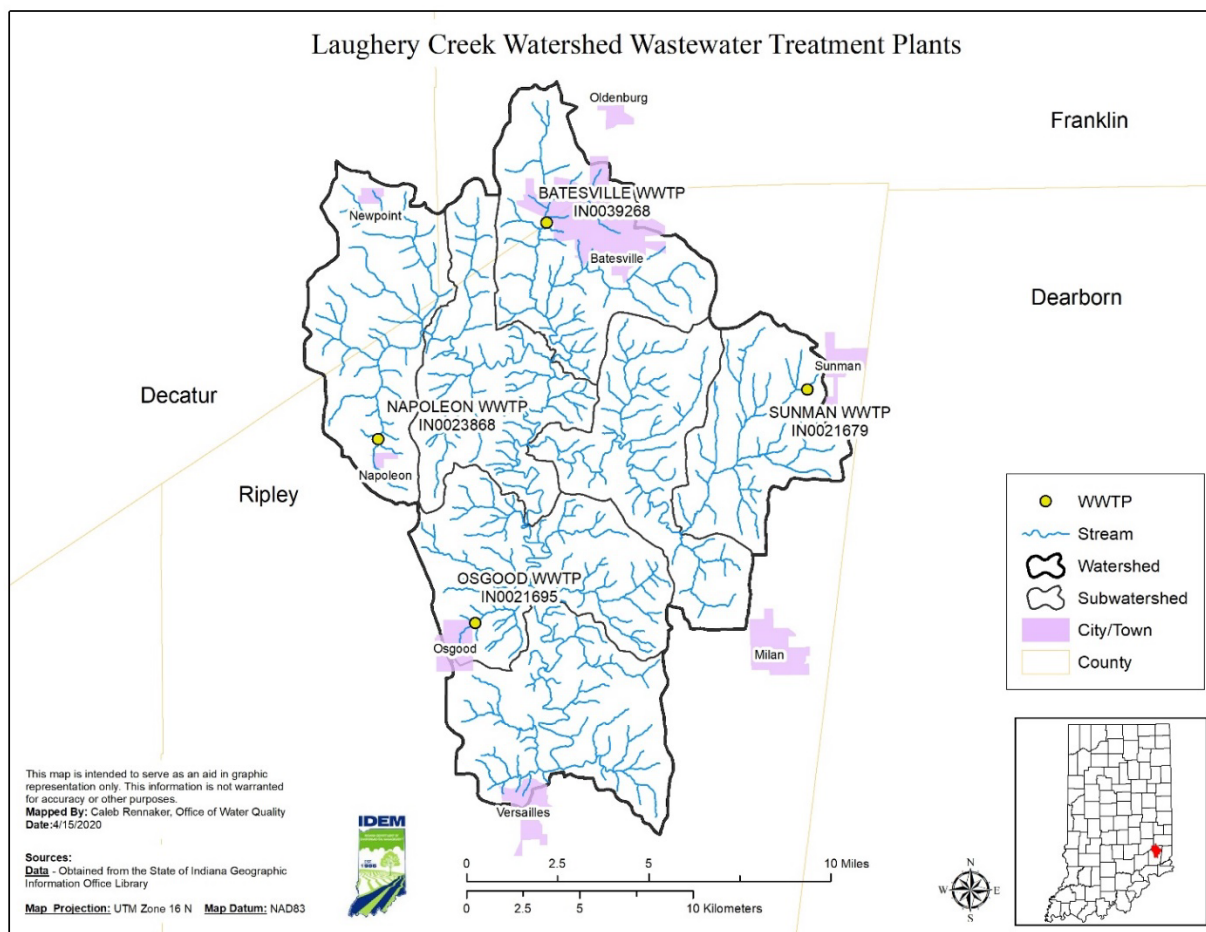 Laughery Creek Watershed Wastewater Treatment Plants
Oldenburg
Franklin
BATESVILLE WWTP
IN0039268
Newpoint
Batesville
Dearborn
Sunman
Decatur
NAPOLEON WWTP
IN0023868
SUNMAN WWTP
IN0021679
Napoleon
Ripley
WWTP
Stream
Watershed
Subwatershed
City/Town
County
OSGOOD WWTP
IN0021695
Osgood
Milan
Versailles
This map is intended to serve as an aid in graphic
representation only. This information is not warranted
for accuracy or other purposes.
Mapped By: Caleb Rennaker, Office of Water Quality
Date:4/15/2020
Sources:
Data - Obtained from the State of Indiana Geographic
Information Office Library
Map Projection: UTM Zone 16 N Map Datum: NAD83
IDEM
0 2.5 5 10 Miles
0 2.5 5 10 Kilometers
N
W E
S